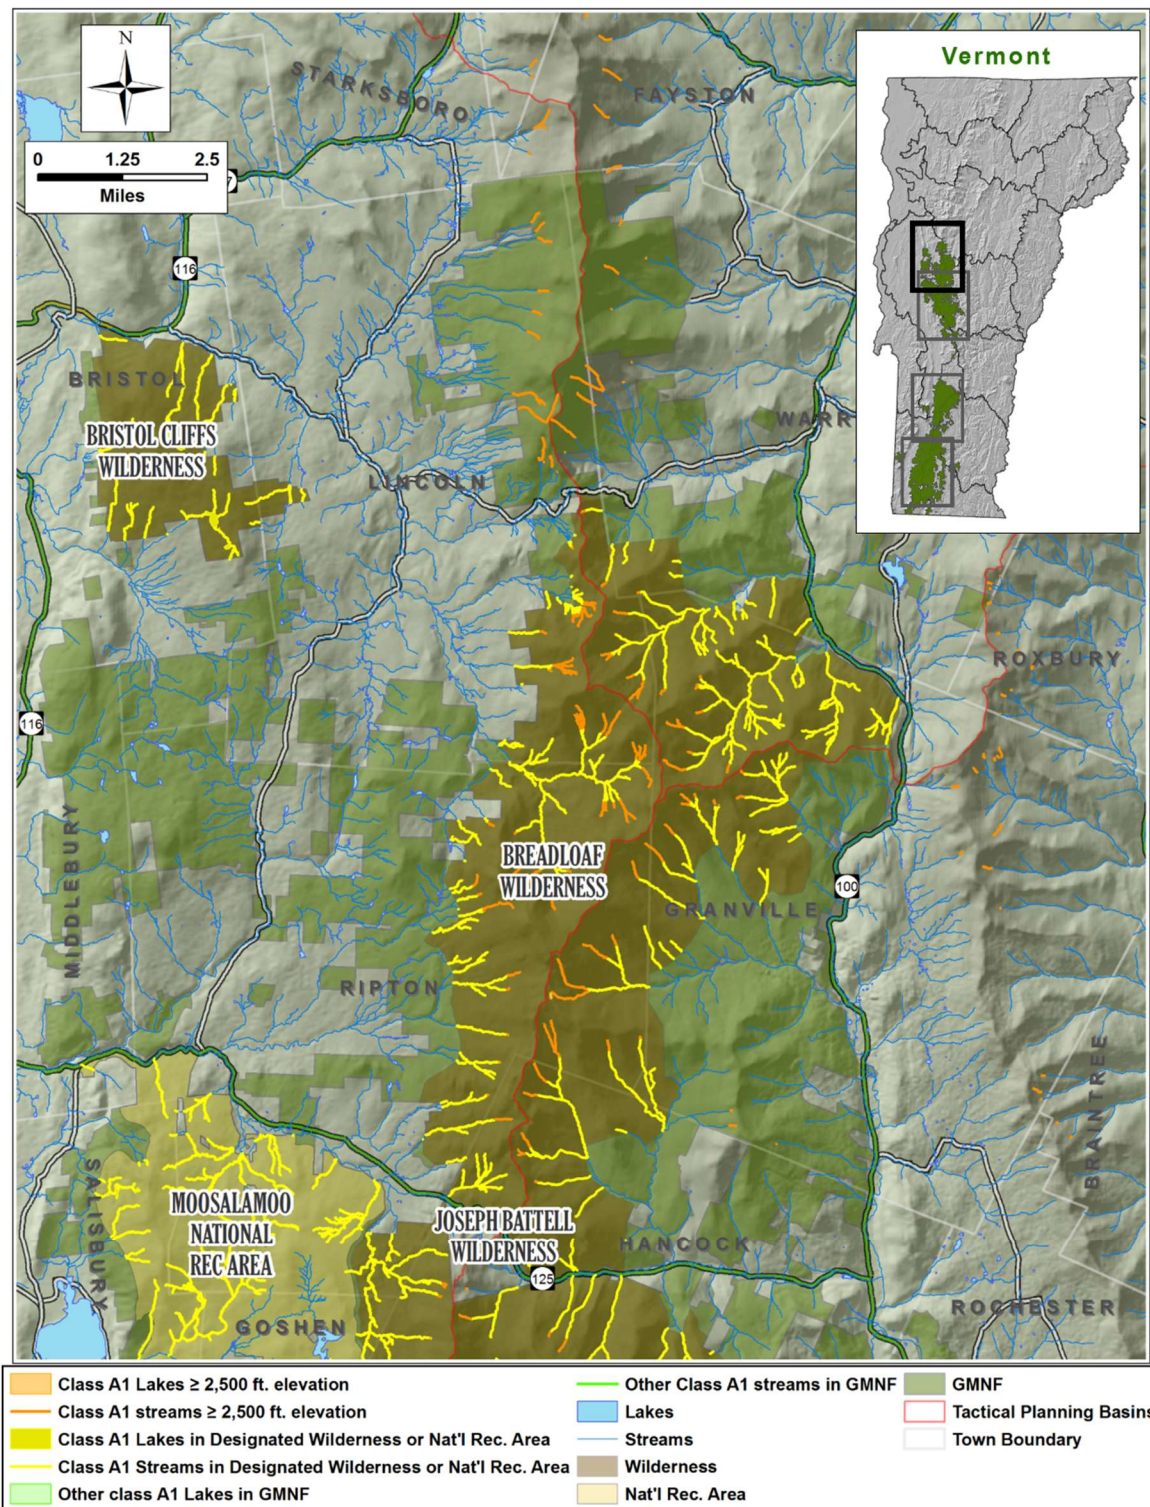 N
0 1.25 2.5
Miles
Vermont
STARKSBORO
FAYSTON
7
116
BRISTOL
BRISTOL CLIFFS
WILDERNESS
WARR
LINCOLN
ROXBURY
116
MIDDLEBURY
BREADLOAF
WILDERNESS
100
GRANVILLE
RIPTON
BRAINTREE
SALISBURY
MOOSALAMOO
NATIONAL
REC AREA
JOSEPH BATTELL
WILDERNESS
HANCOCK
125
GOSHEN
ROCHESTER
Class A1 Lakes ≥ 2,500 ft. elevation
Class A1 streams ≥ 2,500 ft. elevation
Class A1 Lakes in Designated Wilderness or Nat'l Rec. Area
Class A1 Streams in Designated Wilderness or Nat'l Rec. Area
Other class A1 Lakes in GMNF
Other Class A1 streams in GMNF
Lakes
Streams
Wilderness
Nat'l Rec. Area
GMNF
Tactical Planning Basins
Town Boundary